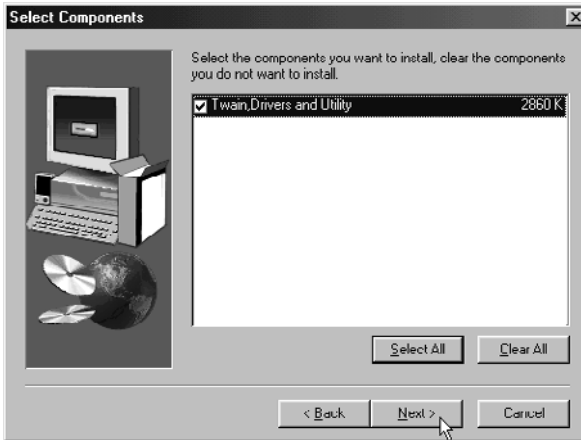 Select Components
Select the components you want to install, clear the components
you do not want to install.
Twain,Drivers and Utility 2860 K
Select All Clear All
< Back Next > Cancel